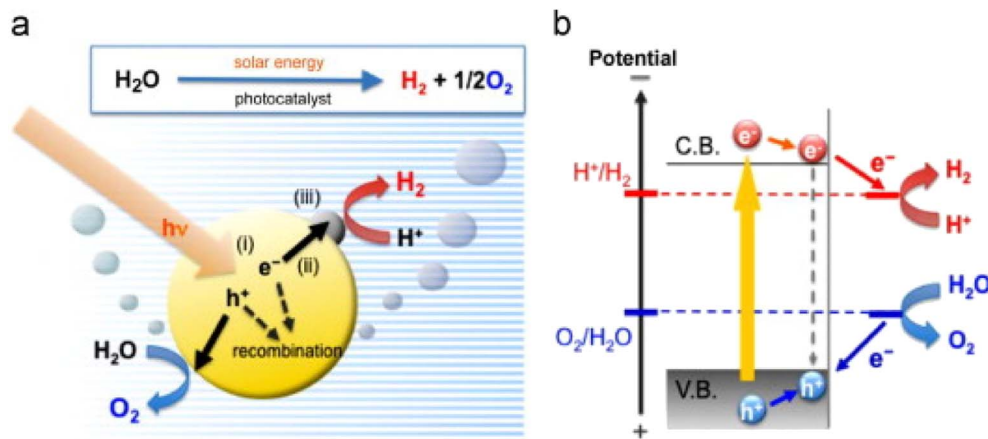 a
solar energy
H₂O → H₂ + 1/2O₂
photocatalyst
hν
(i)
(ii)
(iii)
e⁻
h⁺
recombination
H₂
H⁺
H₂O
O₂
b
Potential
−
C.B.
e⁻
e⁻
e⁻
H⁺/H₂
H₂
H⁺
O₂/H₂O
H₂O
O₂
e⁻
V.B.
h⁺
h⁺
+